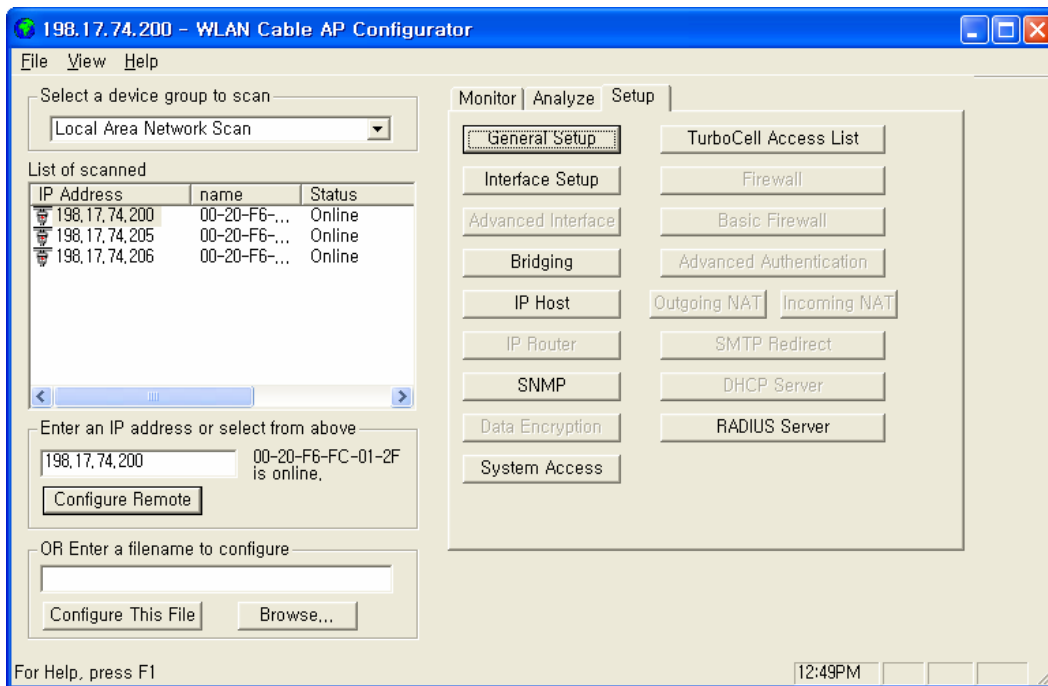 198.17.74.200 - WLAN Cable AP Configurator
File View Help
Select a device group to scan
Local Area Network Scan
List of scanned
IP Address name Status
198,17,74,200 00-20-F6-... Online
198,17,74,205 00-20-F6-... Online
198,17,74,206 00-20-F6-... Online
Enter an IP address or select from above
198,17,74,200
00-20-F6-FC-01-2F
is online,
Configure Remote
OR Enter a filename to configure
Configure This File Browse,,,
Monitor Analyze Setup
General Setup TurboCell Access List
Interface Setup Firewall
Advanced Interface Basic Firewall
Bridging Advanced Authentication
IP Host Outgoing NAT Incoming NAT
IP Router SMTP Redirect
SNMP DHCP Server
Data Encryption RADIUS Server
System Access
For Help, press F1 12:49PM